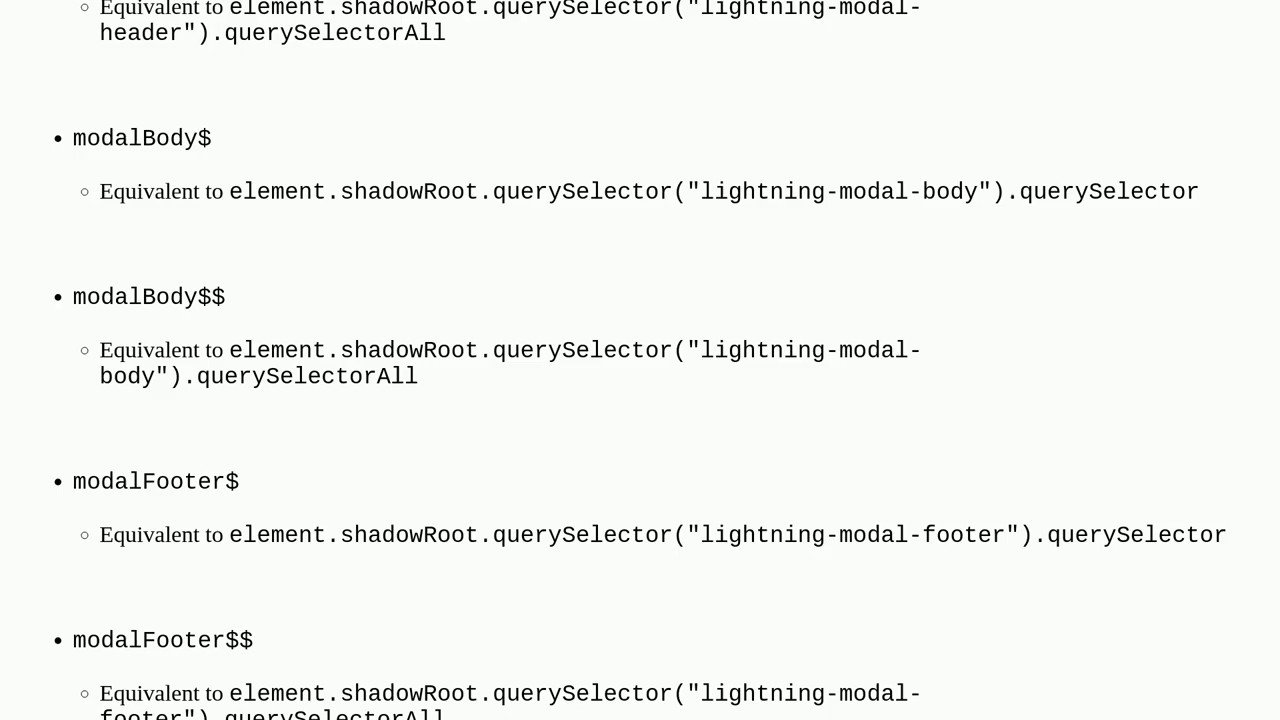 Equivalent to element.shadowRoot.querySelector("lightning-modal-
header").querySelectorAll
• modalBody$
○ Equivalent to element.shadowRoot.querySelector("lightning-modal-body").querySelector
• modalBody$$
○ Equivalent to element.shadowRoot.querySelector("lightning-modal-
body").querySelectorAll
• modalFooter$
○ Equivalent to element.shadowRoot.querySelector("lightning-modal-footer").querySelector
• modalFooter$$
○ Equivalent to element.shadowRoot.querySelector("lightning-modal-
footer").querySelectorAll